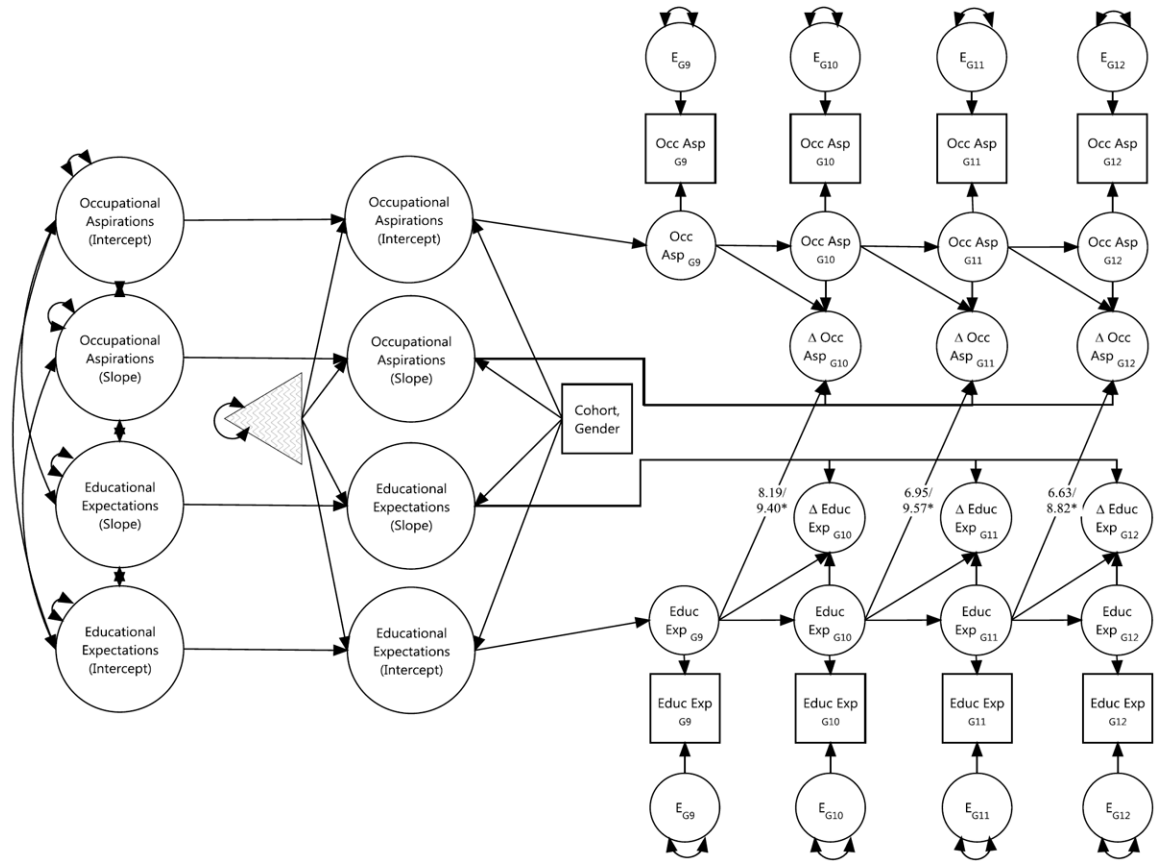 E G9
E G10
E G11
E G12
Occ Asp
G9
Occ Asp
G10
Occ Asp
G11
Occ Asp
G12
Occupational
Aspirations
(Intercept)
Occupational
Aspirations
(Intercept)
Occ
Asp G9
Occ Asp
G10
Occ Asp
G11
Occ Asp
G12
Occupational
Aspirations
(Slope)
Occupational
Aspirations
(Slope)
Δ Occ
Asp G10
Δ Occ
Asp G11
Δ Occ
Asp G12
Cohort,
Gender
Educational
Expectations
(Slope)
Educational
Expectations
(Slope)
8.19/
9.40*
Δ Educ
Exp G10
6.95/
9.57*
Δ Educ
Exp G11
6.63/
8.82*
Δ Educ
Exp G12
Educational
Expectations
(Intercept)
Educational
Expectations
(Intercept)
Educ
Exp G9
Educ
Exp G10
Educ
Exp G11
Educ
Exp G12
Educ Exp
G9
Educ Exp
G10
Educ Exp
G11
Educ Exp
G12
E G9
E G10
E G11
E G12